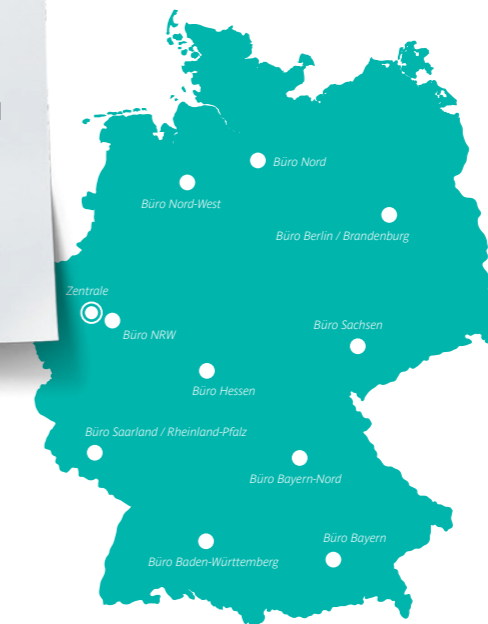 Büro Nord
Büro Nord-West
Büro Berlin / Brandenburg
Zentrale
Büro NRW
Büro Sachsen
Büro Hessen
Büro Saarland / Rheinland-Pfalz
Büro Bayern-Nord
Büro Bayern
Büro Baden-Württemberg